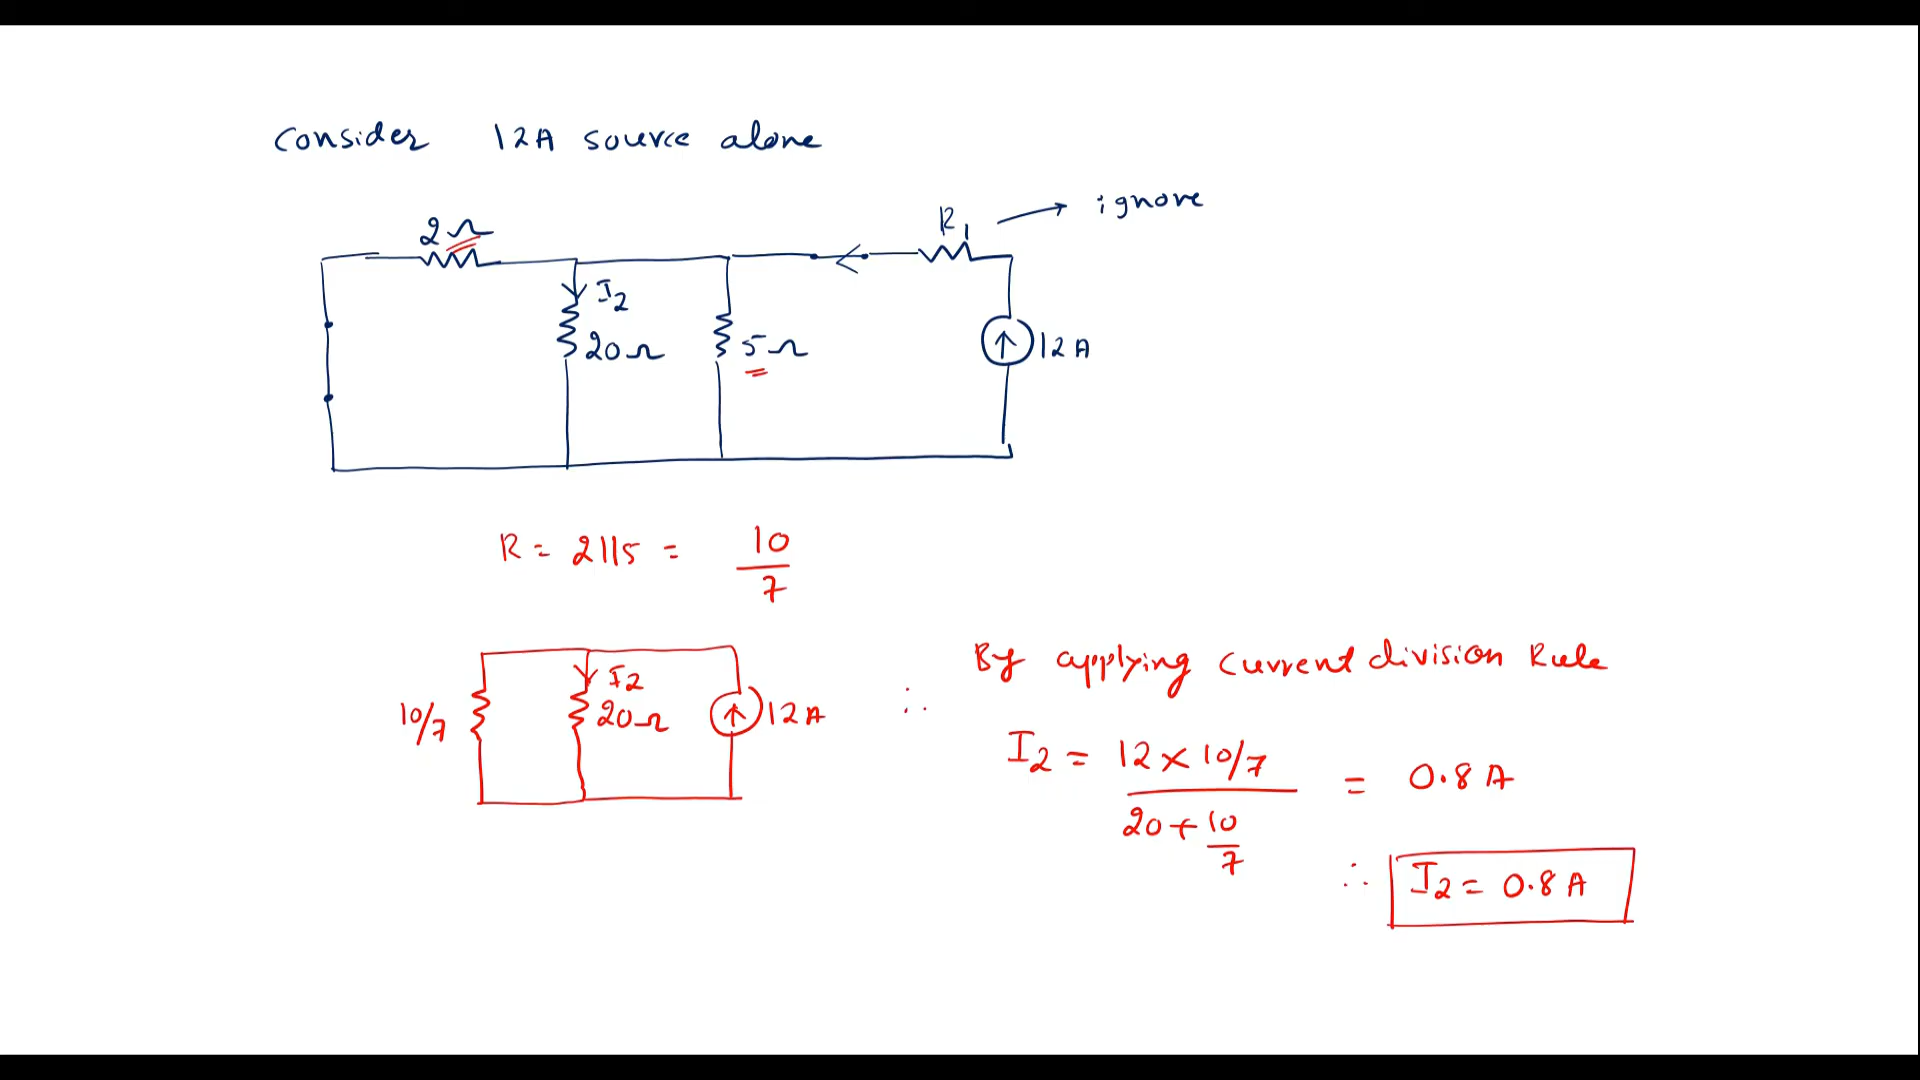 Consider 12A source alone
2Ω
R1 → ignore
I2
20Ω
5Ω
12A
R = 2||5 = 10/7
10/7
I2
20Ω
12A
∴ By applying current division Rule
I2 = 12 × 10/7 / 20 + 10/7 = 0.8 A
∴ I2 = 0.8 A